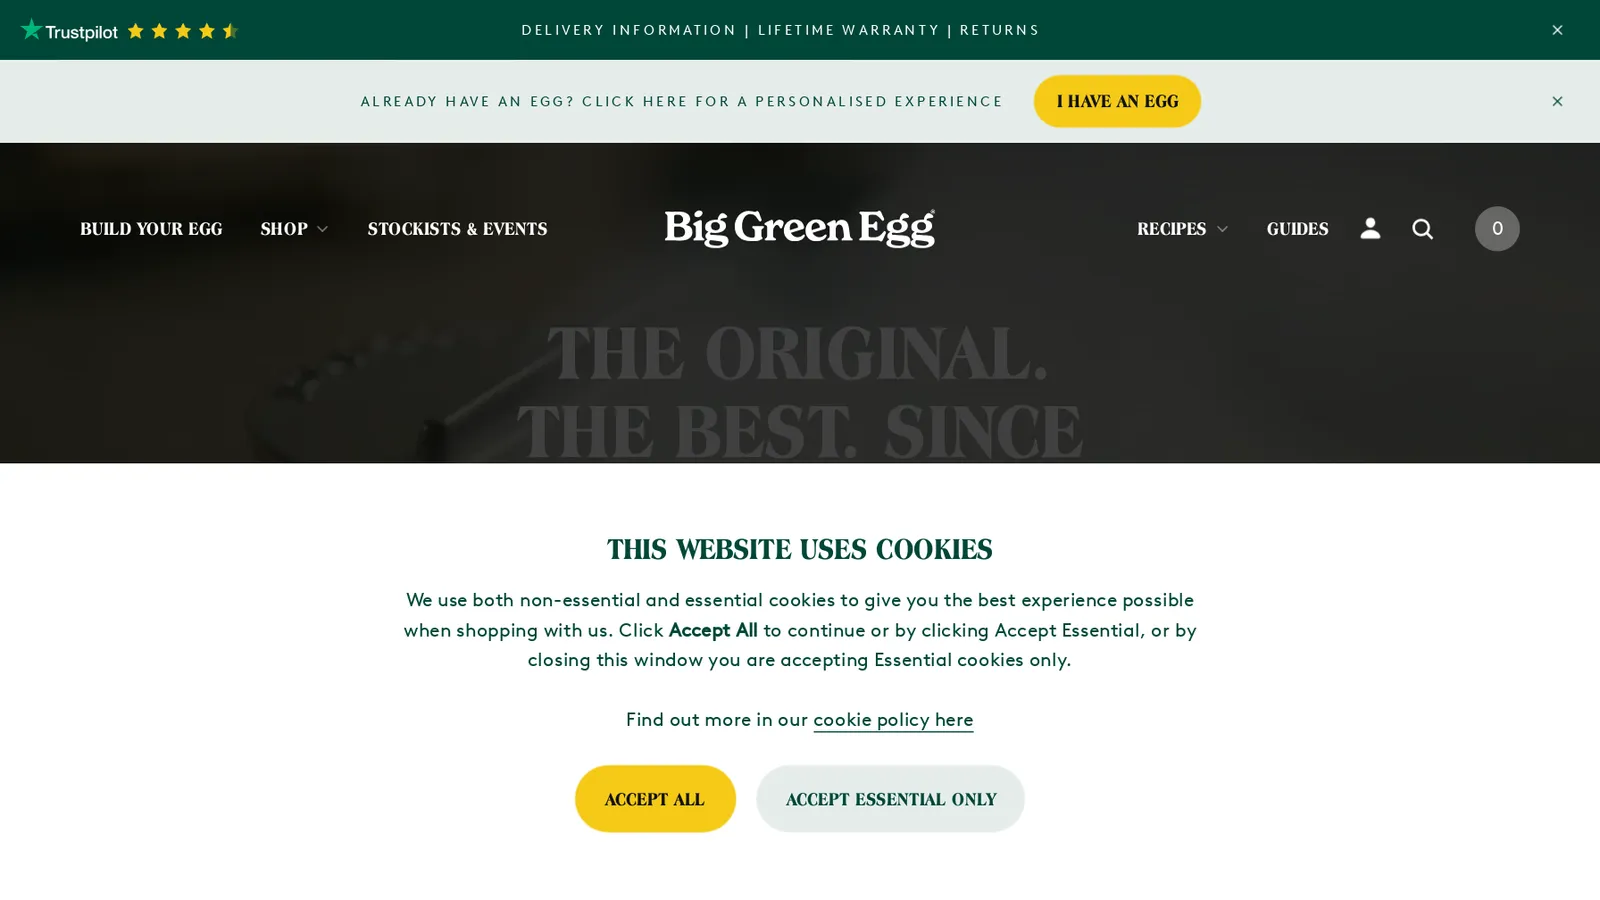 Trustpilot
DELIVERY INFORMATION | LIFETIME WARRANTY | RETURNS
ALREADY HAVE AN EGG? CLICK HERE FOR A PERSONALISED EXPERIENCE
I HAVE AN EGG
BUILD YOUR EGG
SHOP
STOCKISTS & EVENTS
Big Green Egg®
RECIPES
GUIDES
0
THE ORIGINAL.
THE BEST. SINCE
THIS WEBSITE USES COOKIES
We use both non-essential and essential cookies to give you the best experience possible
when shopping with us. Click Accept All to continue or by clicking Accept Essential, or by
closing this window you are accepting Essential cookies only.
Find out more in our cookie policy here
ACCEPT ALL
ACCEPT ESSENTIAL ONLY